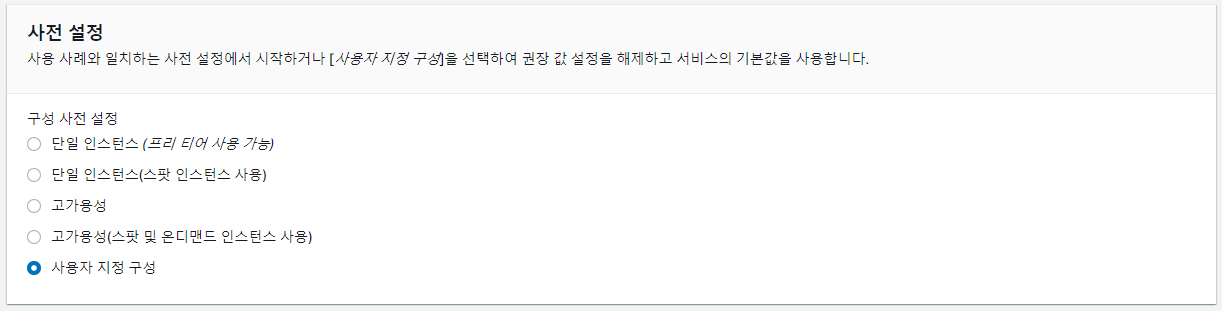 사전 설정
사용 사례와 일치하는 사전 설정에서 시작하거나 [사용자 지정 구성]을 선택하여 권장 값 설정을 해제하고 서비스의 기본값을 사용합니다.
구성 사전 설정
단일 인스턴스 (프리 티어 사용 가능)
단일 인스턴스(스팟 인스턴스 사용)
고가용성
고가용성(스팟 및 온디맨드 인스턴스 사용)
사용자 지정 구성